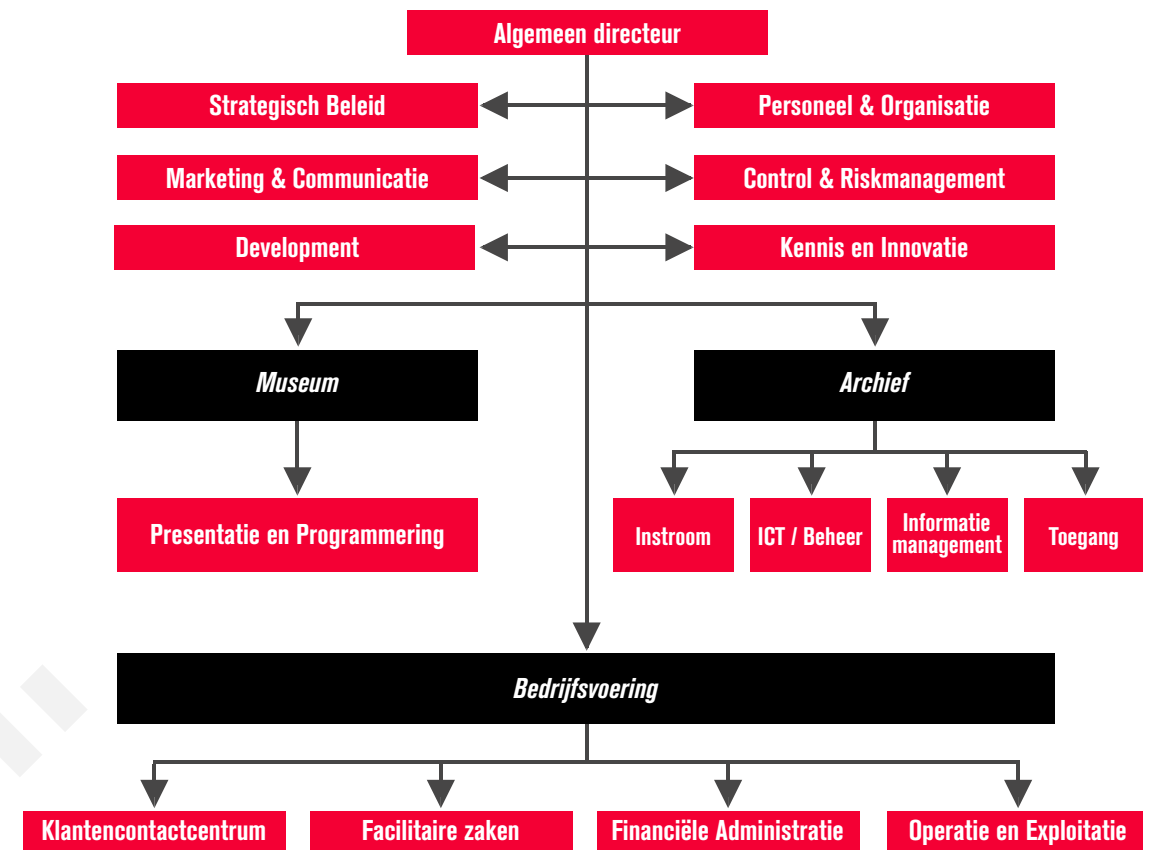 Algemeen directeur
Strategisch Beleid
Personeel & Organisatie
Marketing & Communicatie
Control & Riskmanagement
Development
Kennis en Innovatie
Museum
Archief
Presentatie en Programmering
Instroom
ICT / Beheer
Informatie
management
Toegang
Bedrijfsvoering
Klantencontactcentrum
Facilitaire zaken
Financiële Administratie
Operatie en Exploitatie